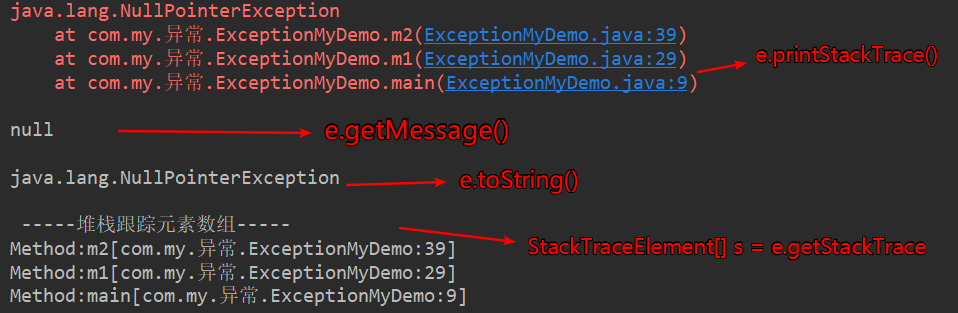 java.lang.NullPointerException
at com.my.异常.ExceptionMyDemo.m2(ExceptionMyDemo.java:39)
at com.my.异常.ExceptionMyDemo.m1(ExceptionMyDemo.java:29)
e.printStackTrace()
at com.my.异常.ExceptionMyDemo.main(ExceptionMyDemo.java:9)
null
e.getMessage()
java.lang.NullPointerException
e.toString()
-----堆栈跟踪元素数组-----
StackTraceElement[] s = e.getStackTrace
Method:m2[com.my.异常.ExceptionMyDemo:39]
Method:m1[com.my.异常.ExceptionMyDemo:29]
Method:main[com.my.异常.ExceptionMyDemo:9]